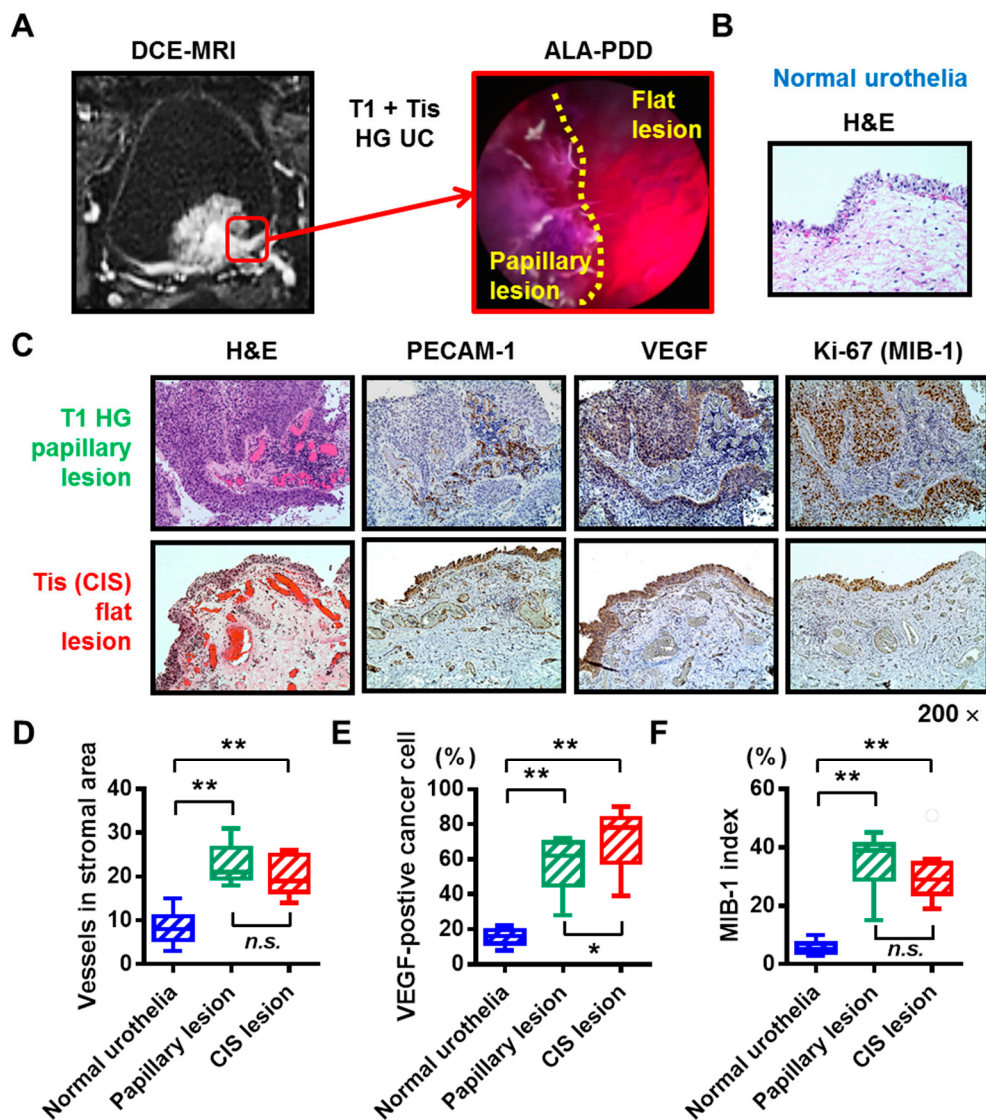 A
DCE-MRI
T1 + Tis
HG UC
ALA-PDD
Flat
lesion
Papillary
lesion
B
Normal urothelia
H&E
C
H&E
PECAM-1
VEGF
Ki-67 (MIB-1)
T1 HG
papillary
lesion
Tis (CIS)
flat
lesion
200 ×
D
Vessels in stromal area
40
30
20
10
0
**
**
n.s.
Normal urothelia
Papillary lesion
CIS lesion
E
(%)
VEGF-postive cancer cell
100
80
60
40
20
0
**
**
*
Normal urothelia
Papillary lesion
CIS lesion
F
(%)
MIB-1 index
60
40
20
0
**
**
n.s.
Normal urothelia
Papillary lesion
CIS lesion